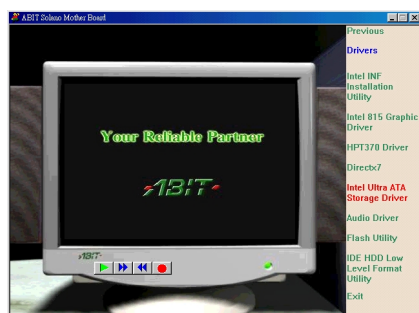 ABIT Solano Mother Board
Your Reliable Partner
ABIT
ABIT
Previous
Drivers
Intel INF
Installation
Utility
Intel 815 Graphic
Driver
HPT370 Driver
Directx7
Intel Ultra ATA
Storage Driver
Audio Driver
Flash Utility
IDE HDD Low
Level Format
Utility
Exit